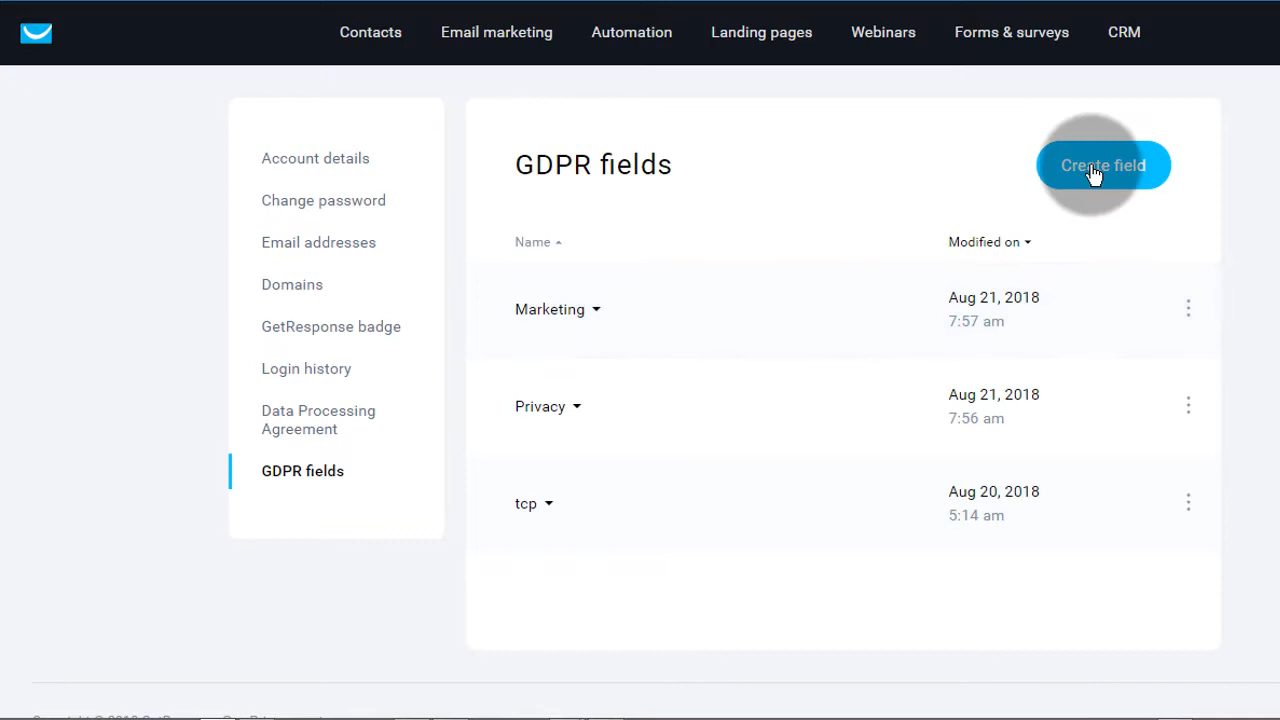 Contacts
Email marketing
Automation
Landing pages
Webinars
Forms & surveys
CRM
Account details
Change password
Email addresses
Domains
GetResponse badge
Login history
Data Processing
Agreement
GDPR fields
GDPR fields
Create field
Name
Modified on
Marketing
Aug 21, 2018
7:57 am
Privacy
Aug 21, 2018
7:56 am
tcp
Aug 20, 2018
5:14 am